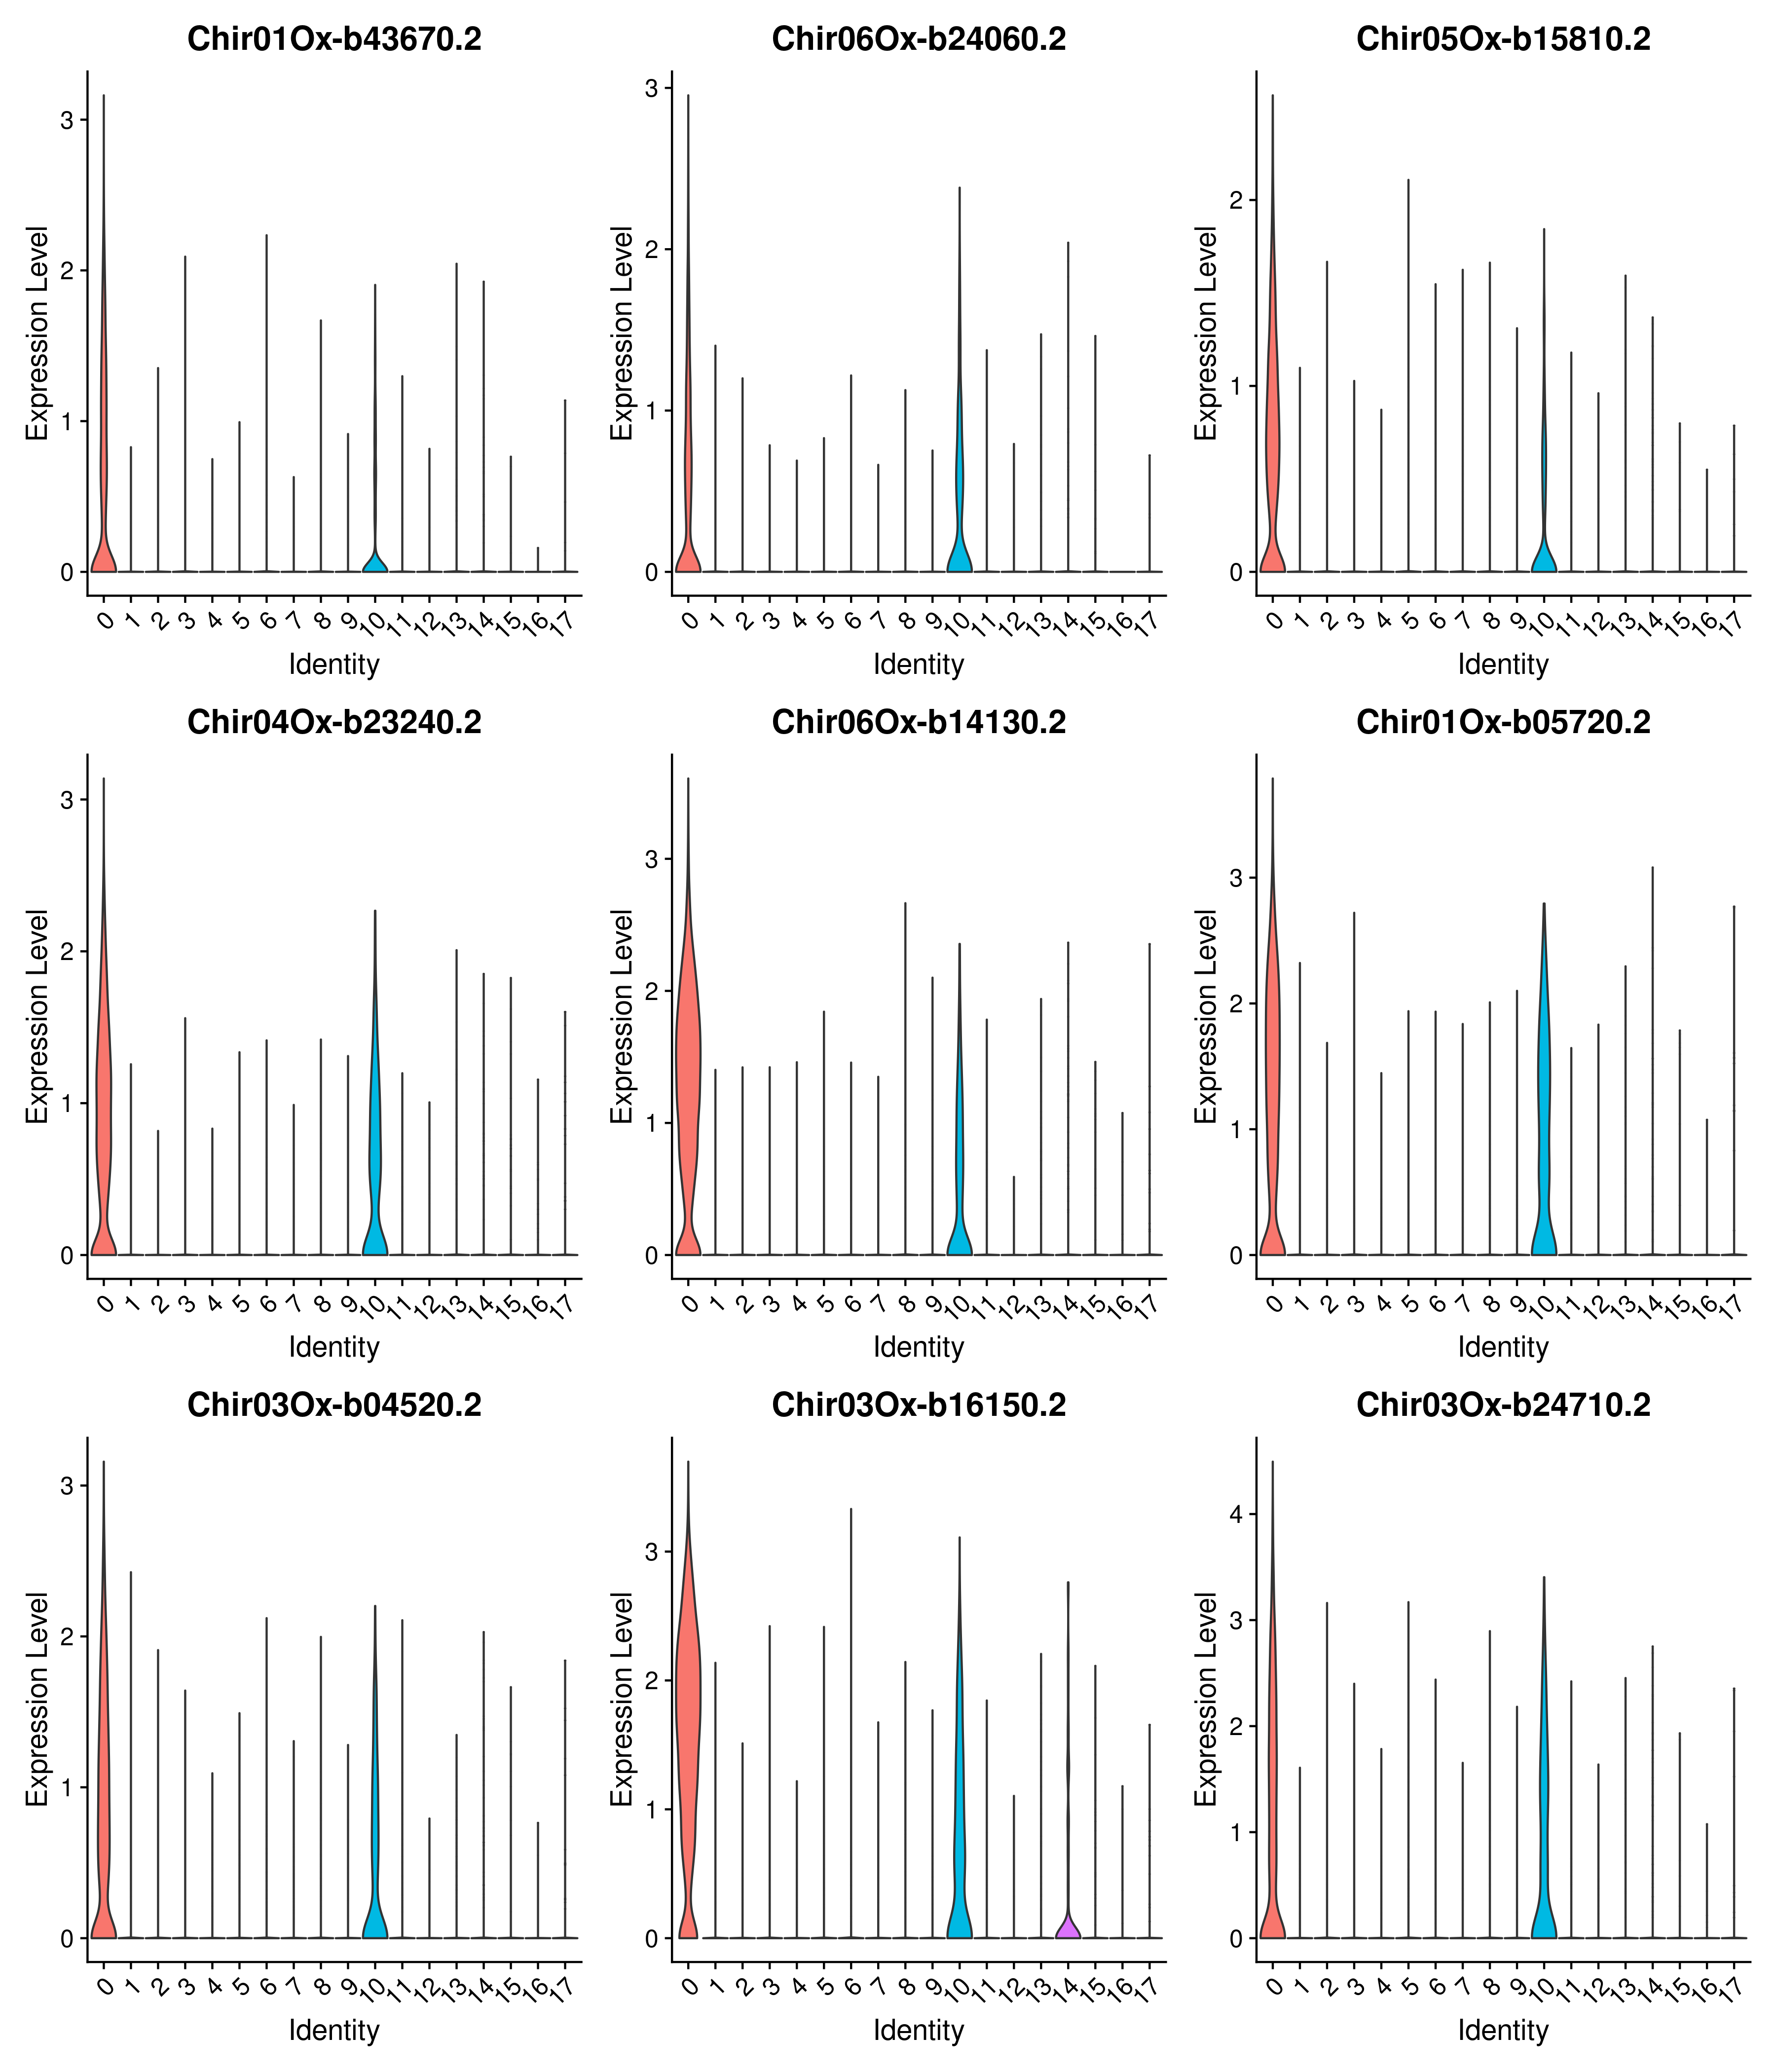 Chir01Ox-b43670.2 Chir06Ox-b24060.2 Chir05Ox-b15810.2
Expression Level Expression Level Expression Level
3 2 1 0
3 2 1 0
2 1 0
0 1 2 3 4 5 6 7 8 9 10 11 12 13 14 15 16 17
0 1 2 3 4 5 6 7 8 9 10 11 12 13 14 15 16 17
0 1 2 3 4 5 6 7 8 9 10 11 12 13 14 15 16 17
Identity Identity Identity
Chir04Ox-b23240.2 Chir06Ox-b14130.2 Chir01Ox-b05720.2
Expression Level Expression Level Expression Level
3 2 1 0
3 2 1 0
3 2 1 0
0 1 2 3 4 5 6 7 8 9 10 11 12 13 14 15 16 17
0 1 2 3 4 5 6 7 8 9 10 11 12 13 14 15 16 17
0 1 2 3 4 5 6 7 8 9 10 11 12 13 14 15 16 17
Identity Identity Identity
Chir03Ox-b04520.2 Chir03Ox-b16150.2 Chir03Ox-b24710.2
Expression Level Expression Level Expression Level
3 2 1 0
3 2 1 0
4 3 2 1 0
0 1 2 3 4 5 6 7 8 9 10 11 12 13 14 15 16 17
0 1 2 3 4 5 6 7 8 9 10 11 12 13 14 15 16 17
0 1 2 3 4 5 6 7 8 9 10 11 12 13 14 15 16 17
Identity Identity Identity